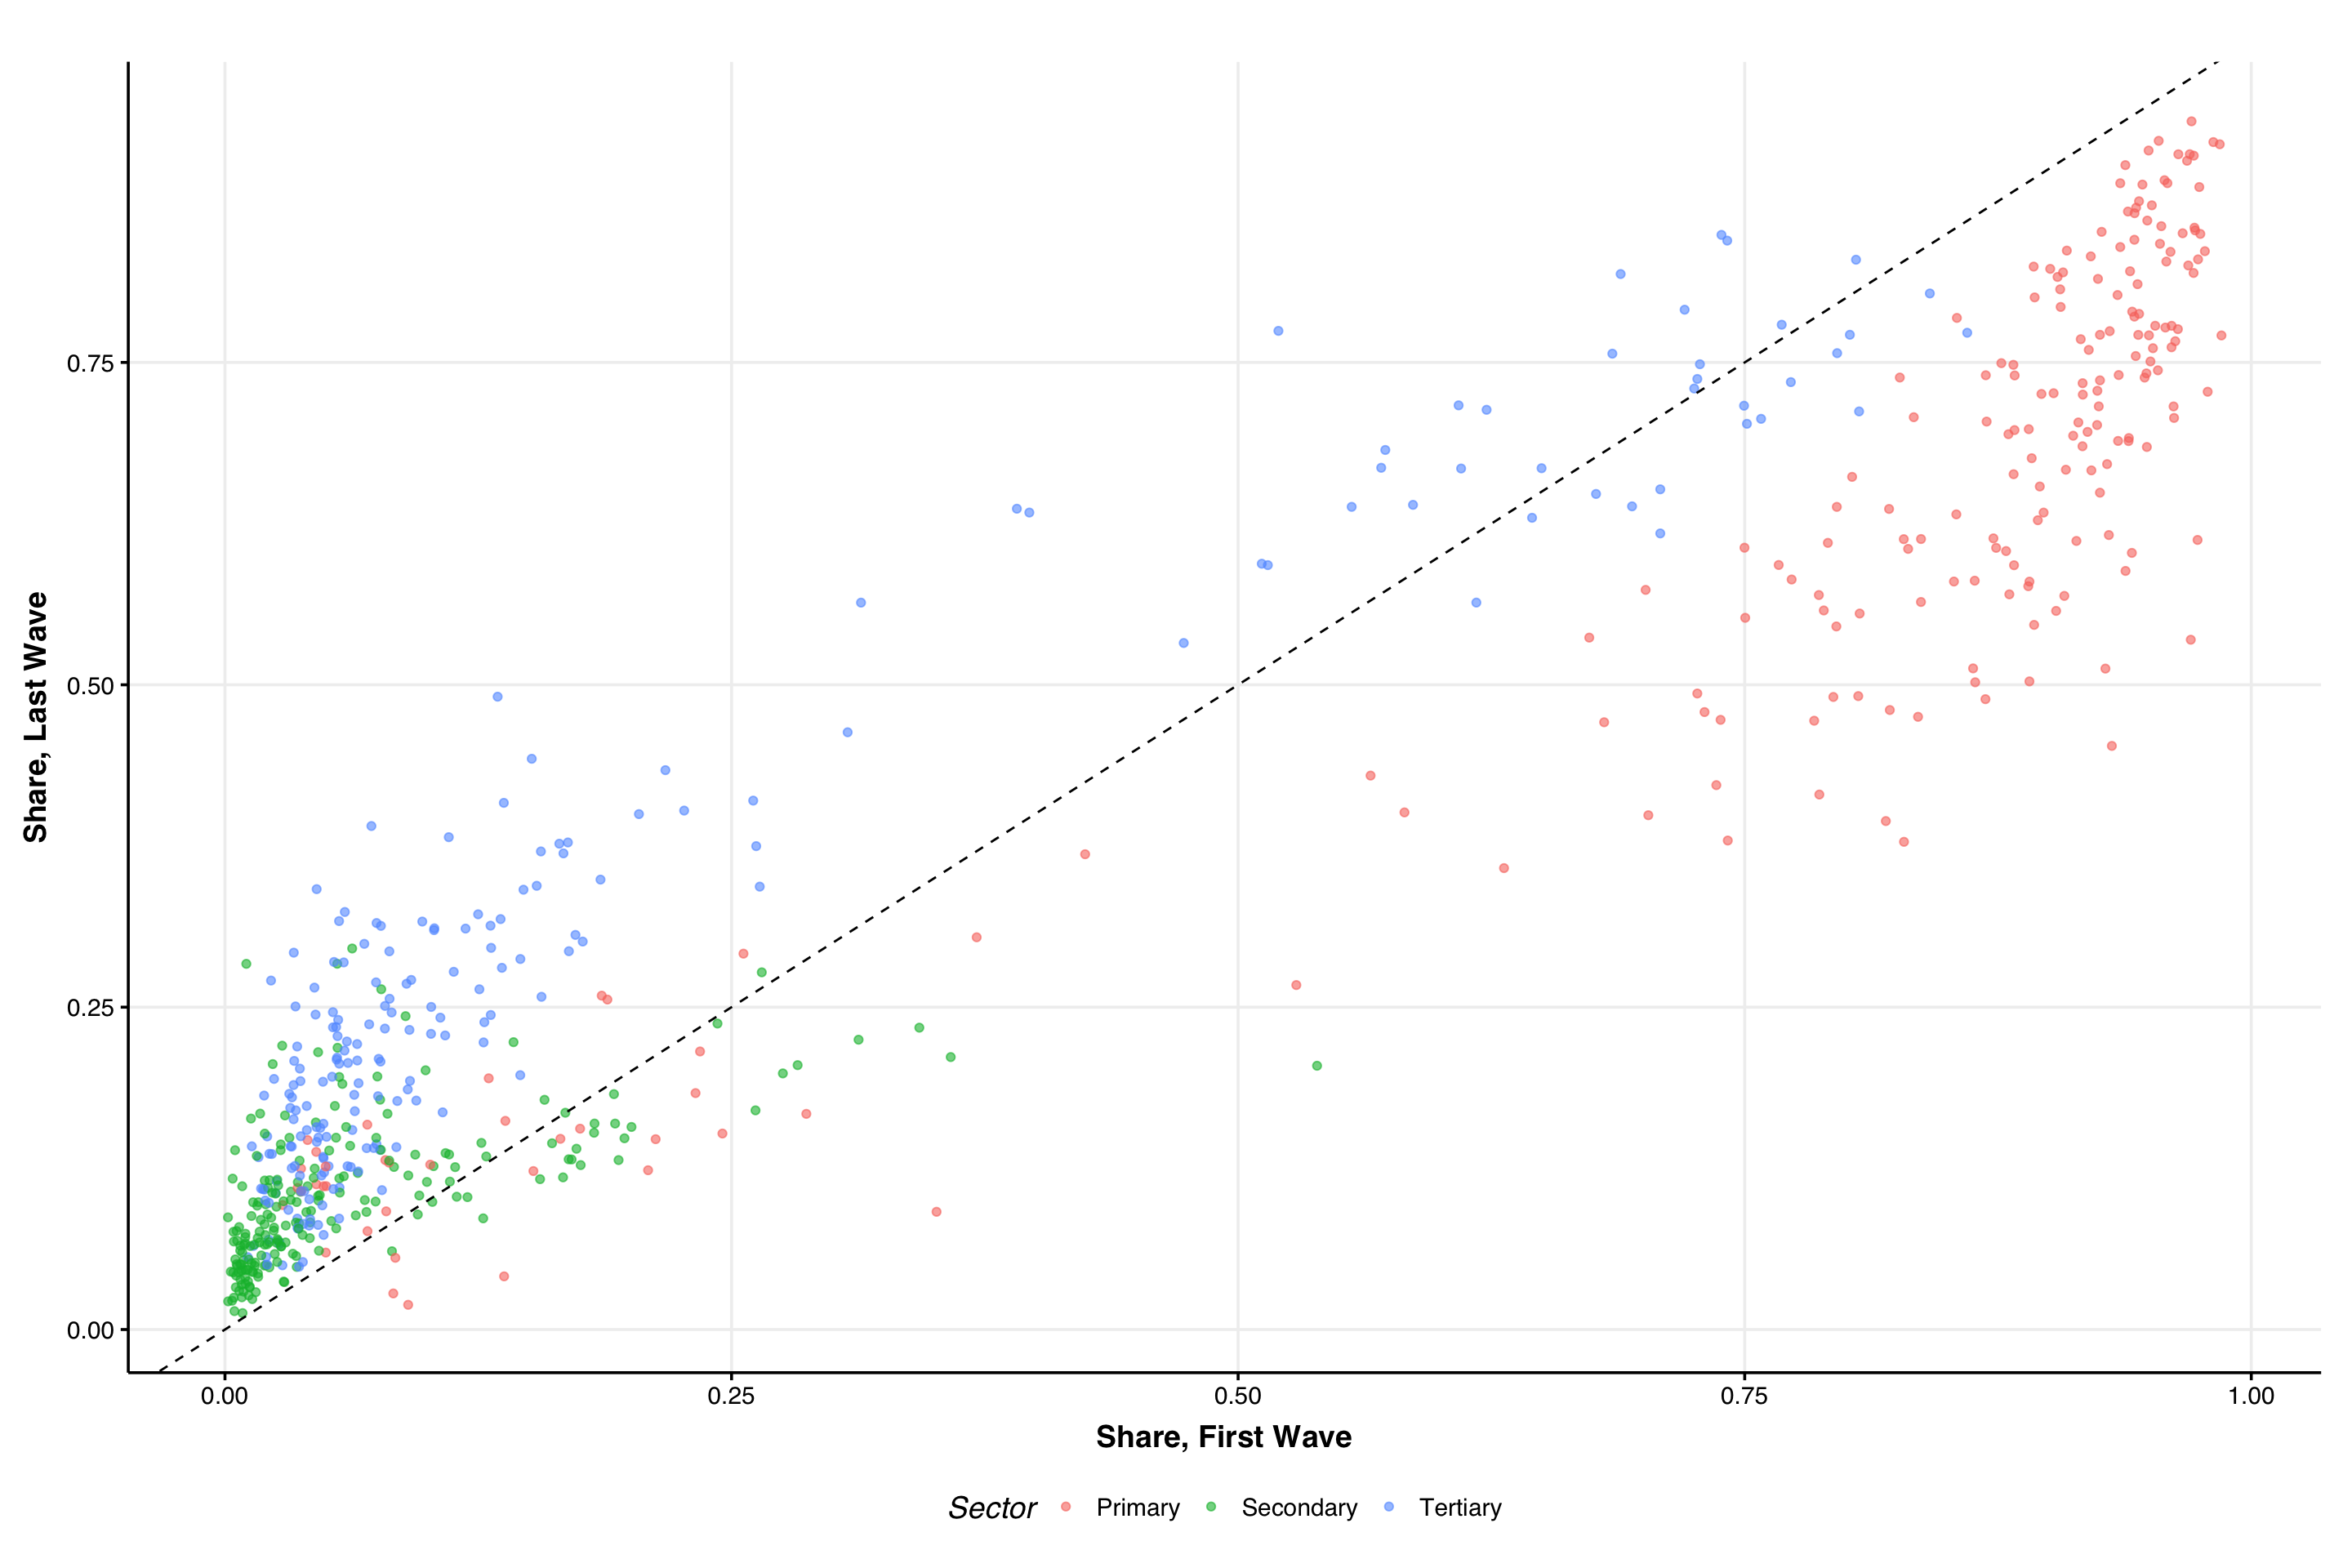 0.75
0.50
0.25
0.00
Share, Last Wave
0.00 0.25 0.50 0.75 1.00
Share, First Wave
Sector Primary Secondary Tertiary